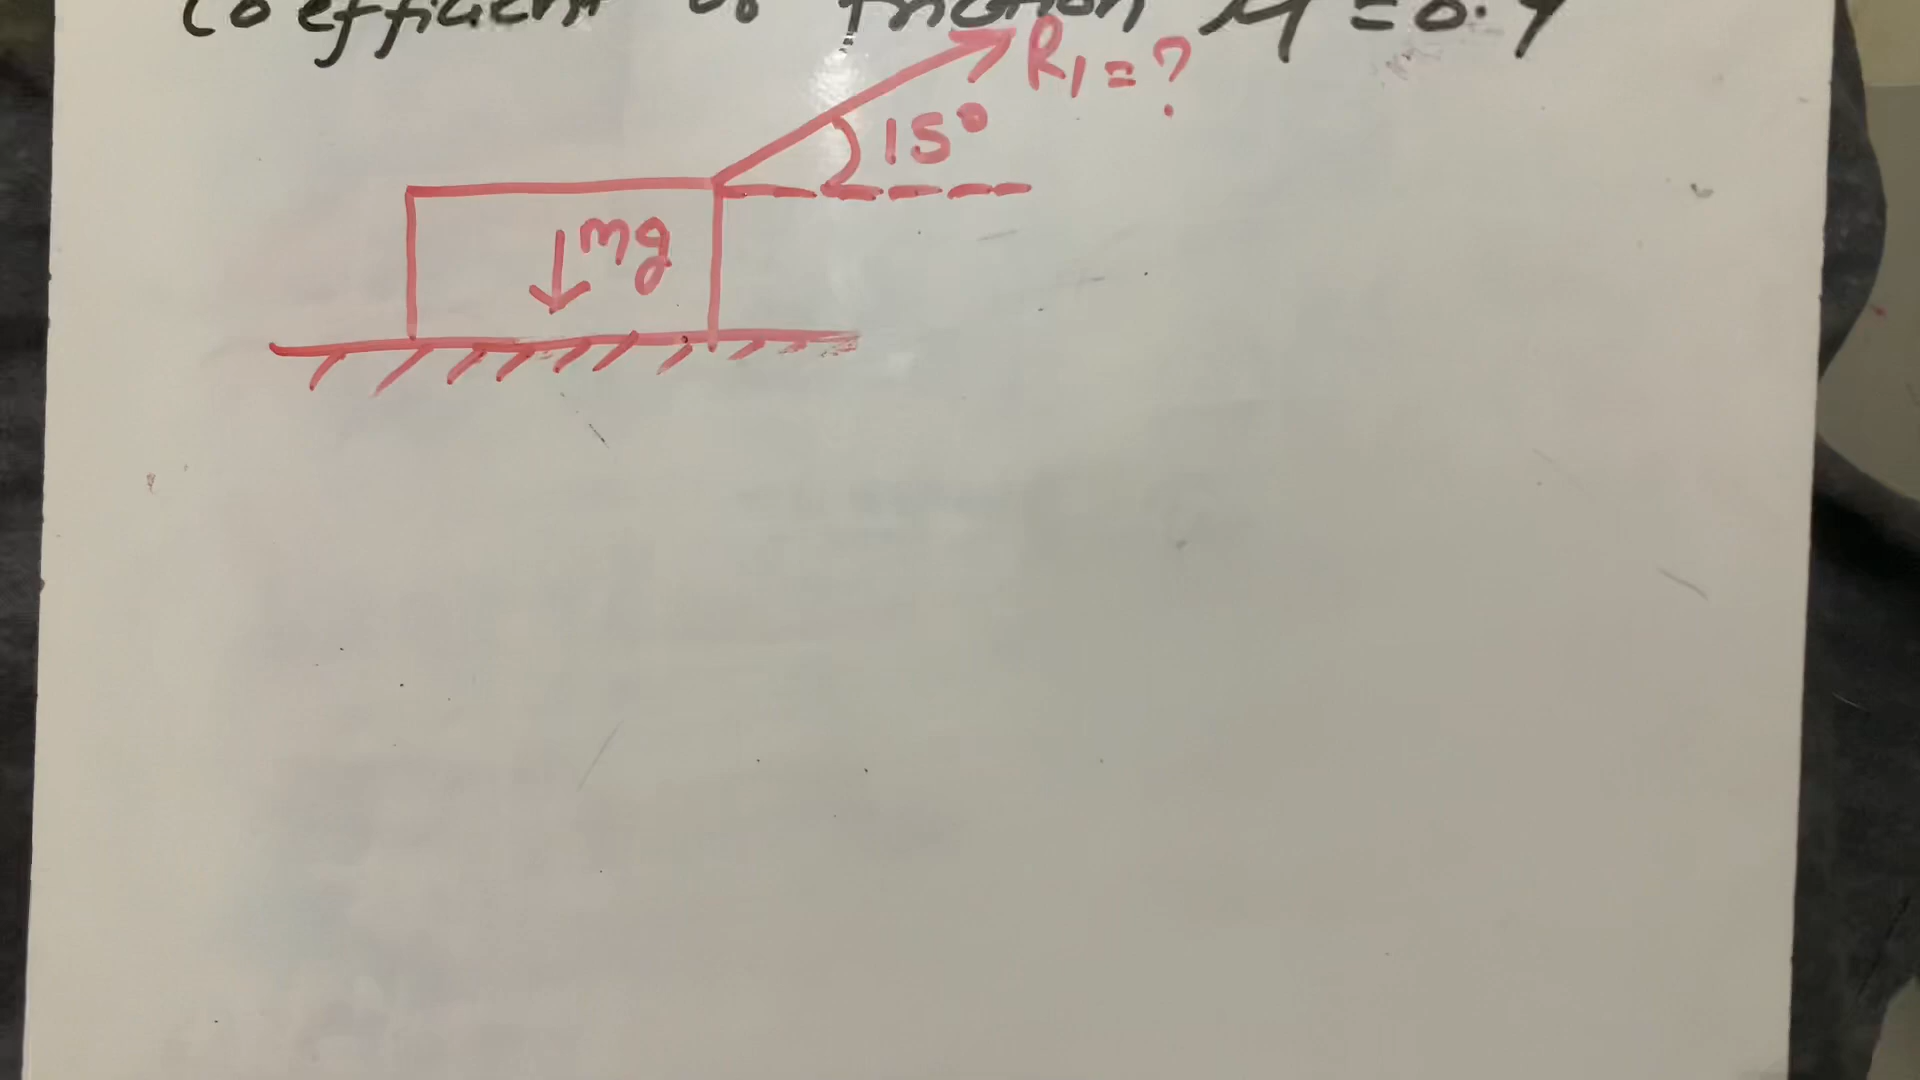 Coefficient of friction μ = 0.4
R1 = ?
15°
mg